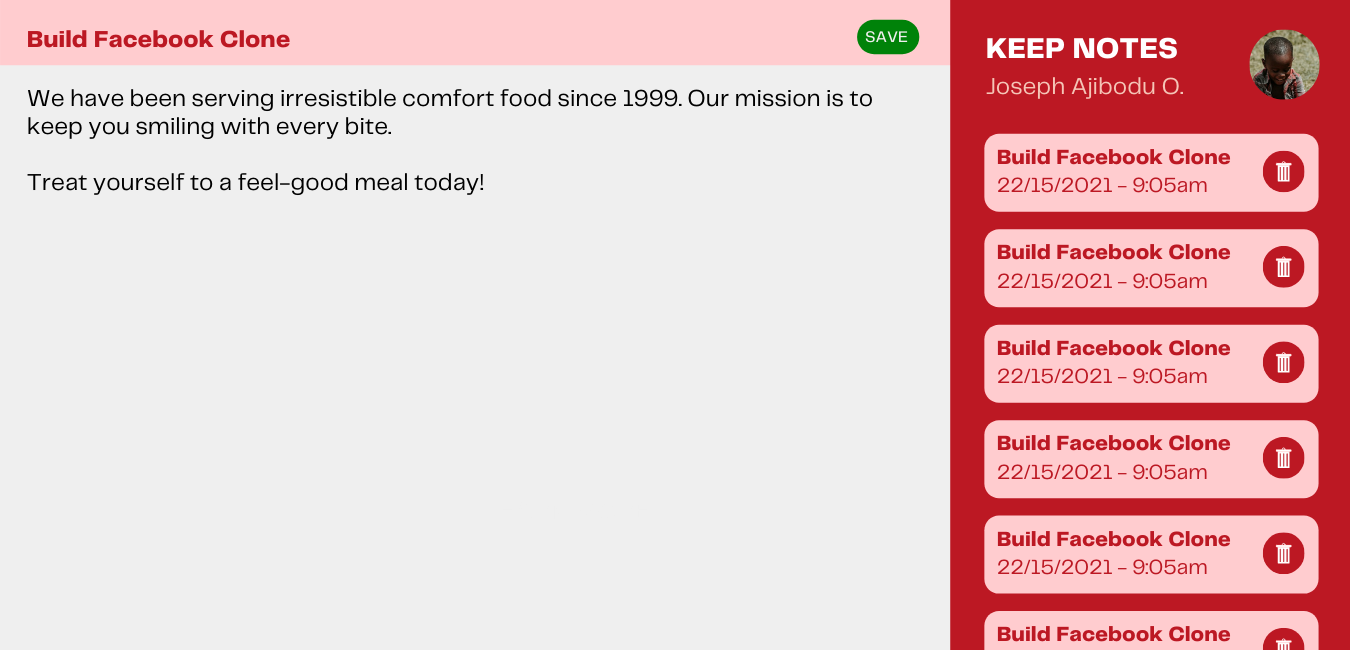 Build Facebook Clone
SAVE
We have been serving irresistible comfort food since 1999. Our mission is to
keep you smiling with every bite.
Treat yourself to a feel-good meal today!
KEEP NOTES
Joseph Ajibodu O.
Build Facebook Clone
22/15/2021 - 9:05am
Build Facebook Clone
22/15/2021 - 9:05am
Build Facebook Clone
22/15/2021 - 9:05am
Build Facebook Clone
22/15/2021 - 9:05am
Build Facebook Clone
22/15/2021 - 9:05am
Build Facebook Clone